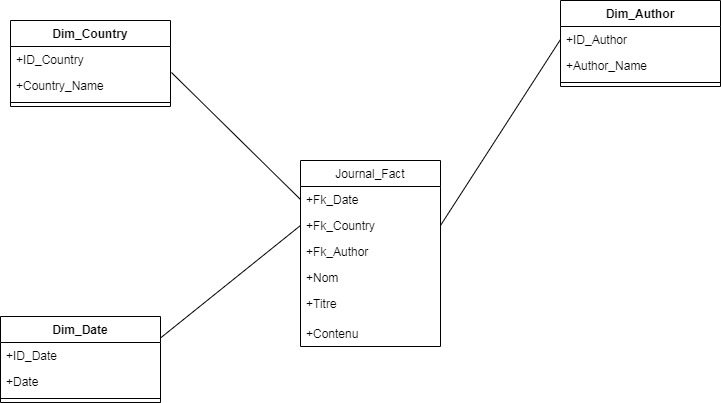 Dim_Country
+ID_Country
+Country_Name
Dim_Author
+ID_Author
+Author_Name
Journal_Fact
+Fk_Date
+Fk_Country
+Fk_Author
+Nom
+Titre
+Contenu
Dim_Date
+ID_Date
+Date